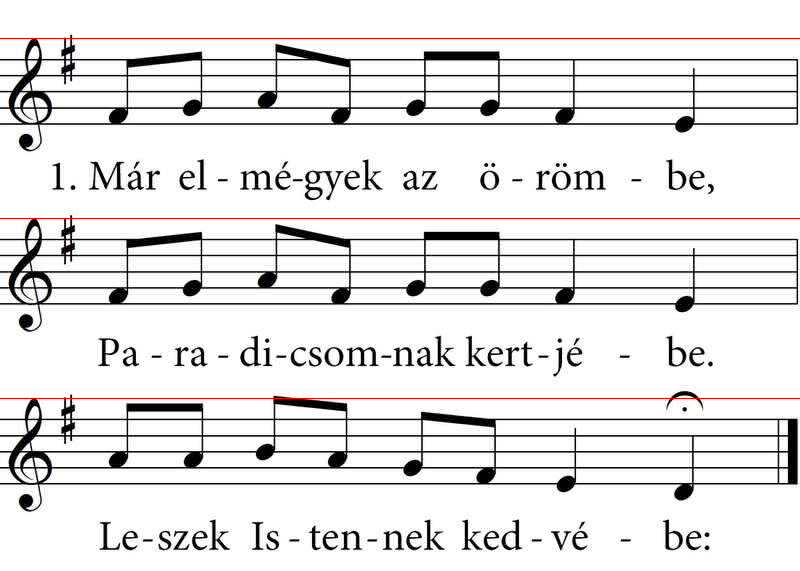 1. Már el - mé-gyek az ö - röm - be,
Pa - ra - di-csom-nak kert-jé - be.
Le-szek Is - ten-nek ked - vé - be: